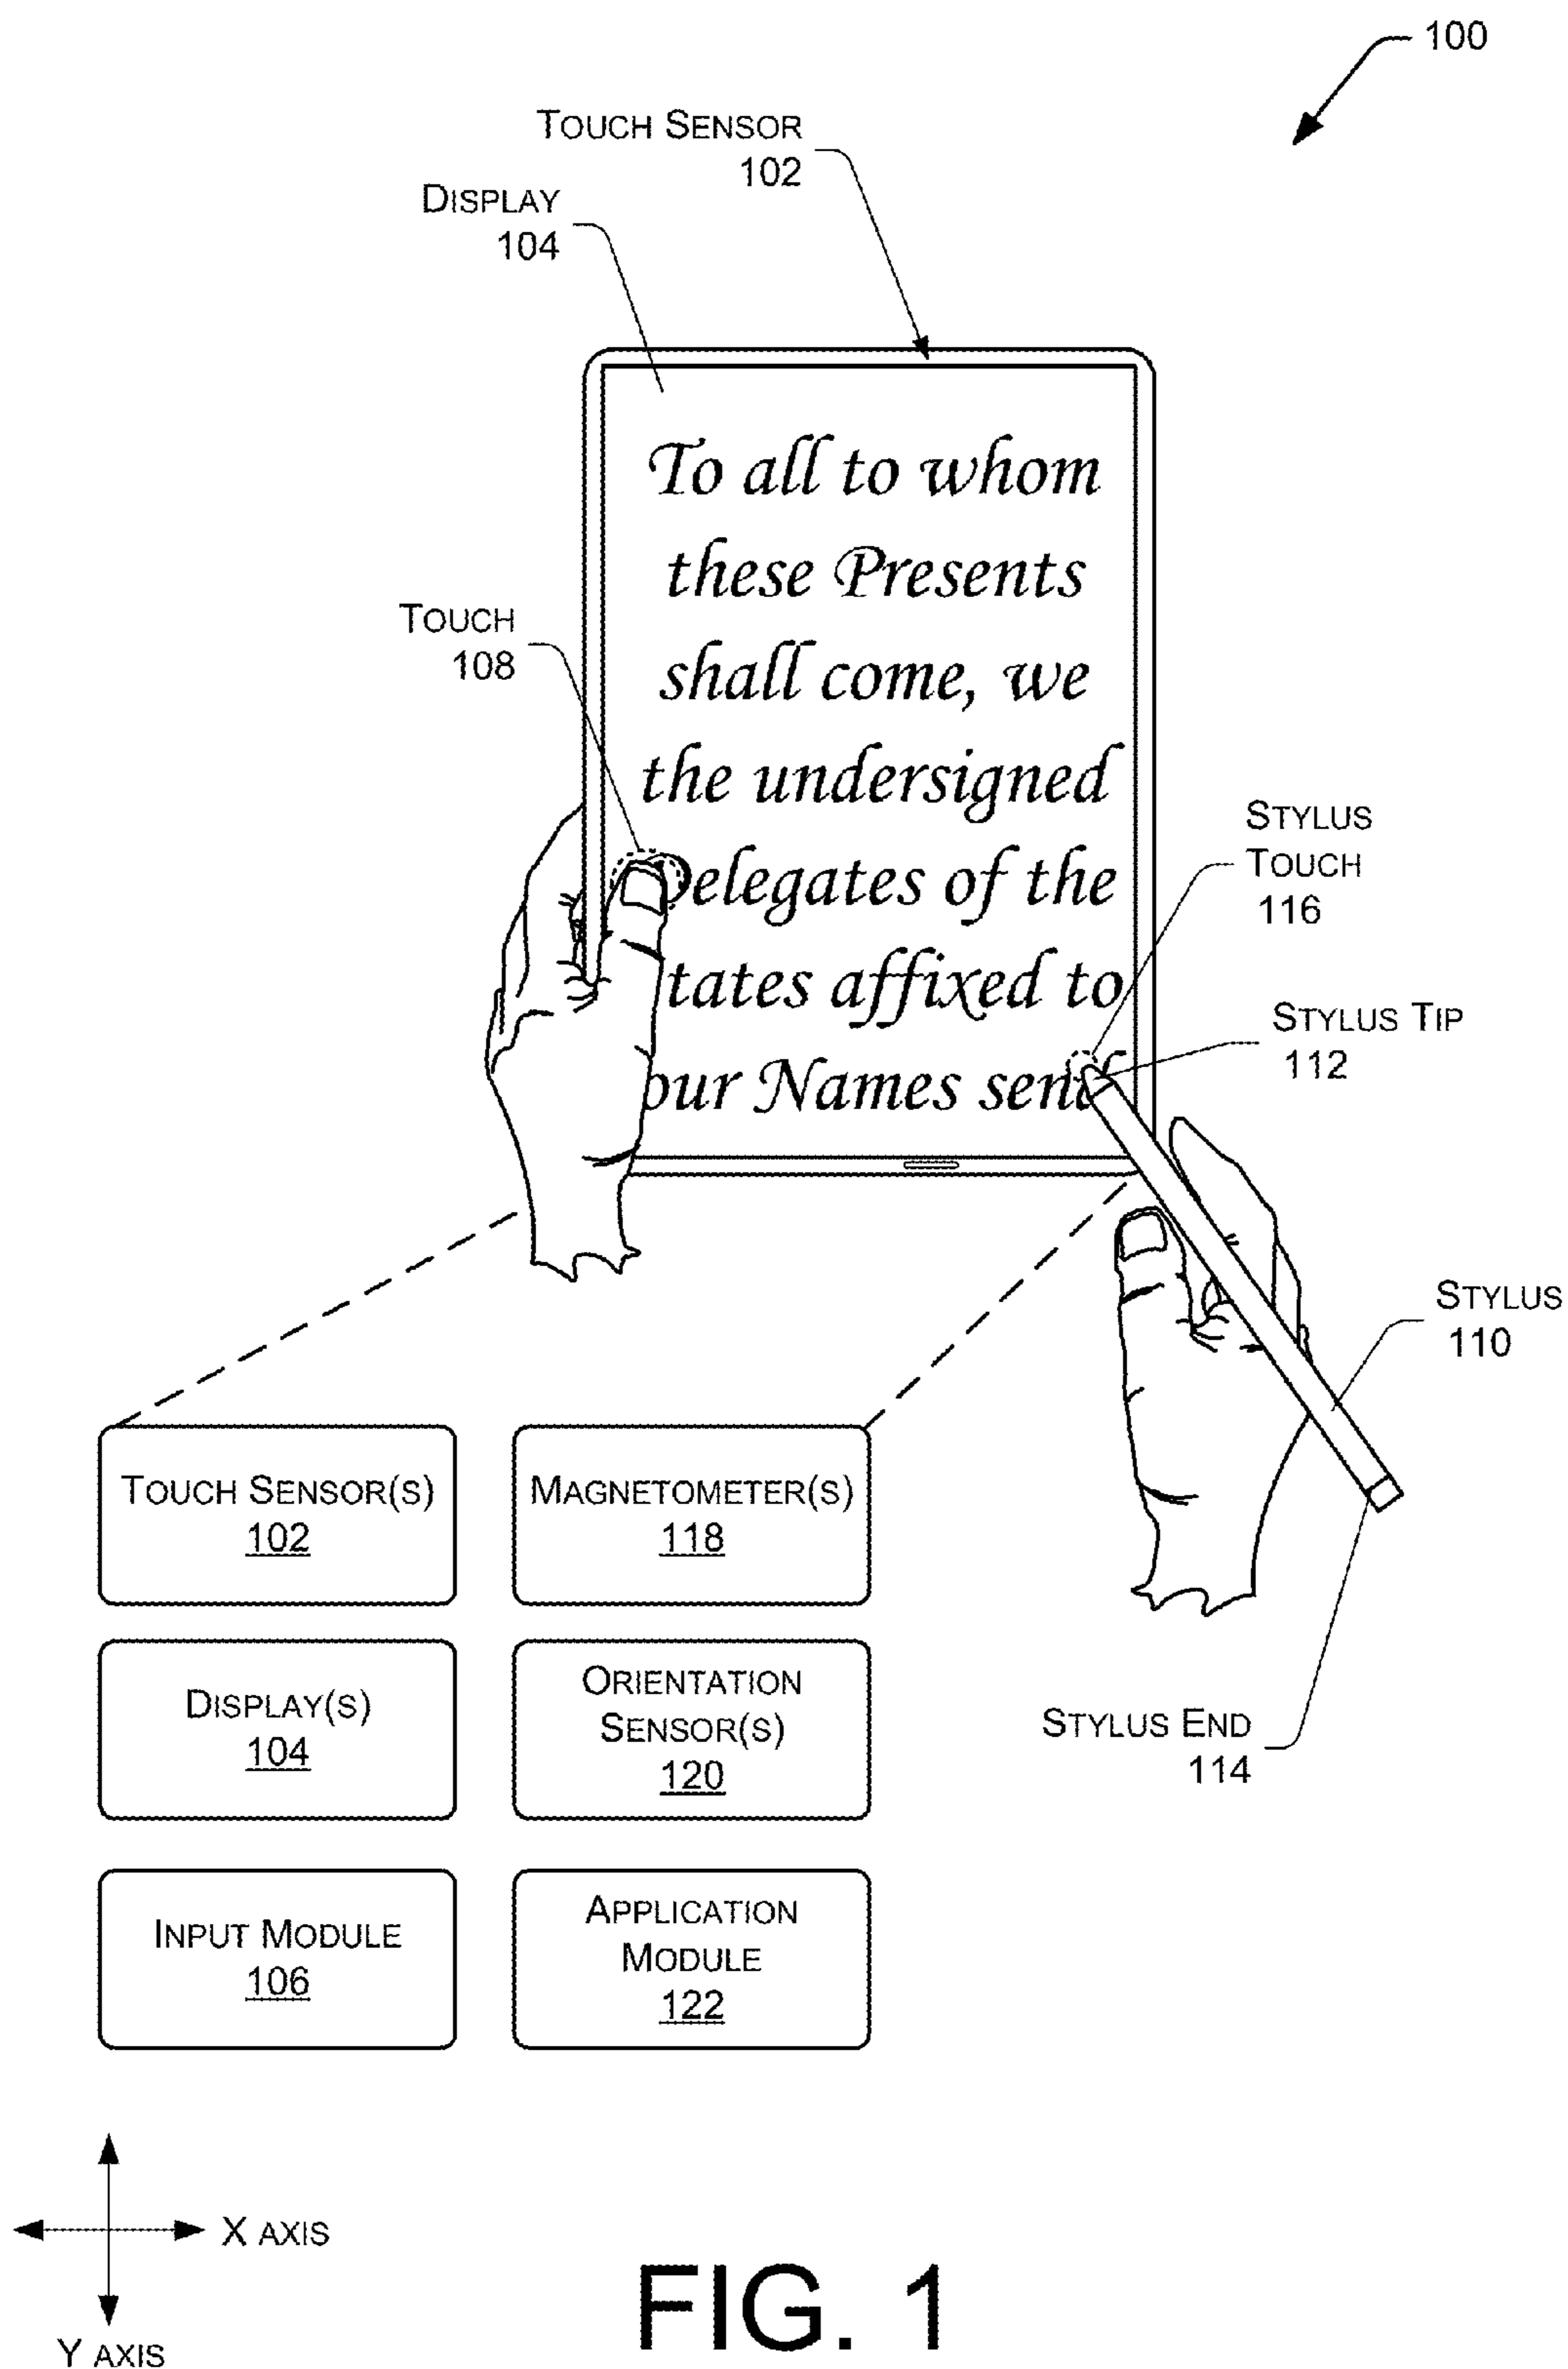 100
TOUCH SENSOR
102
DISPLAY
104
To all to whom
these Presents
shall come, we
the undersigned
elegates of the
tates affixed to
our Names send
TOUCH
108
STYLUS
TOUCH
116
STYLUS TIP
112
STYLUS
110
STYLUS END
114
TOUCH SENSOR(S)
102
MAGNETOMETER(S)
118
DISPLAY(S)
104
ORIENTATION
SENSOR(S)
120
INPUT MODULE
106
APPLICATION
MODULE
122
X AXIS
Y AXIS
FIG. 1